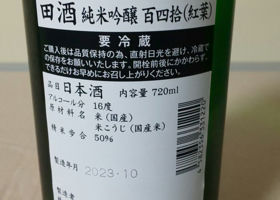 田酒 純米吟醸 百四拾(紅葉)
要冷蔵
ご購入後は品質保持の為、直射日光を避け、冷蔵での保存をお願いいたします。開栓前後にかかわらず、できるだけお早めにお召し上がりください。
品目 日本酒 内容量 720ml
アルコール分 16度
原材料名 米(国産)
米こうじ(国産米)
精米歩合 50%
製造年月 2023-10
製造者